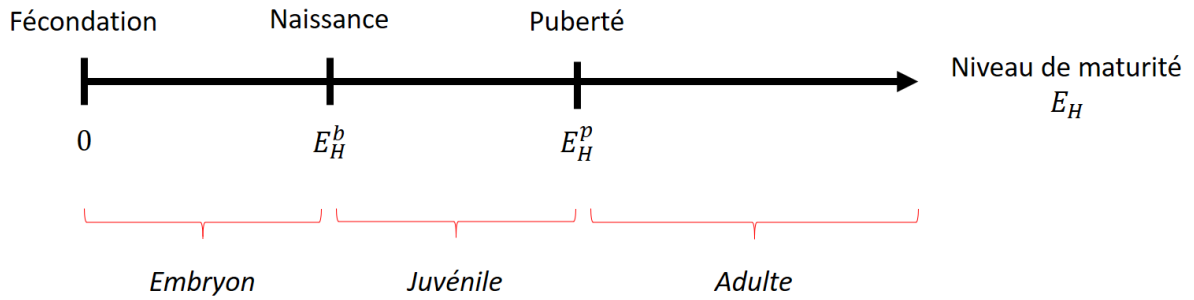 Fécondation
Naissance
Puberté
Niveau de maturité
E_H
0
E_H^b
E_H^p
Embryon
Juvénile
Adulte